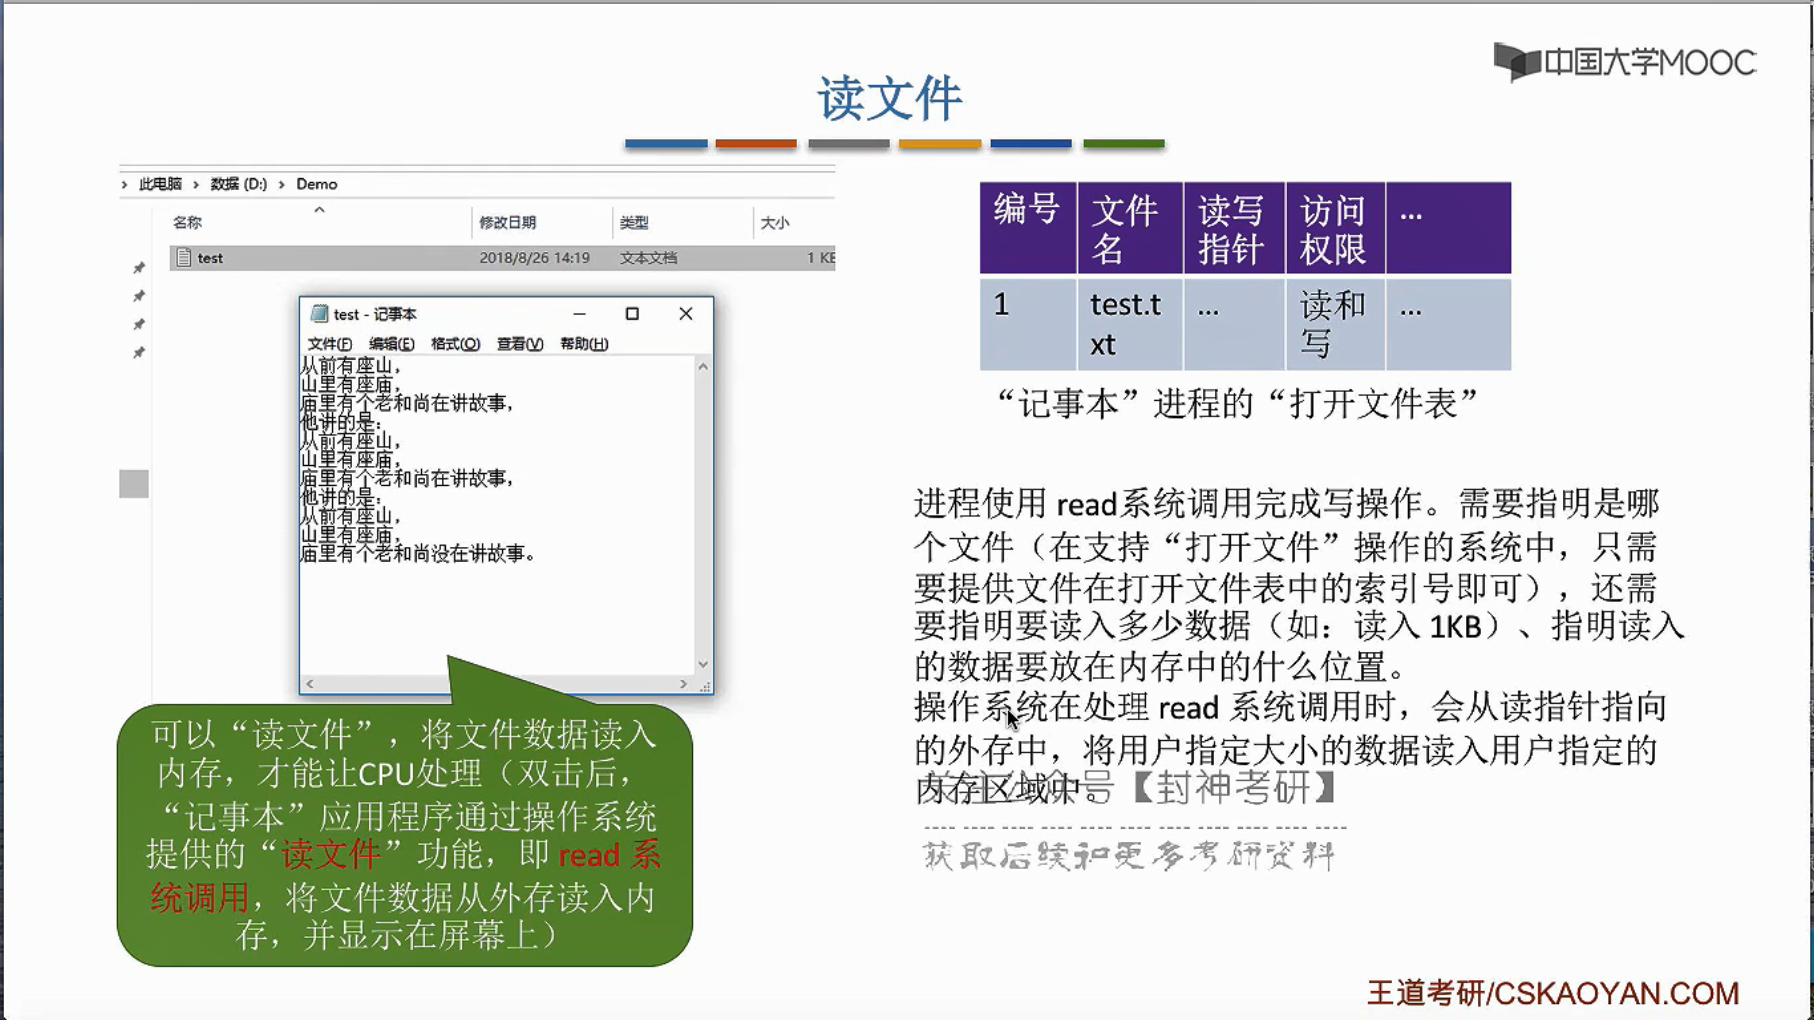 中国大学MOOC
读文件
此电脑 › 数据 (D:) › Demo
名称 修改日期 类型 大小
test 2018/8/26 14:19 文本文档 1 KB
test - 记事本
文件(F) 编辑(E) 格式(O) 查看(V) 帮助(H)
从前有座山，
山里有座庙，
庙里有个老和尚在讲故事，
他讲的是：
从前有座山，
山里有座庙，
庙里有个老和尚在讲故事，
他讲的是：
从前有座山，
山里有座庙，
庙里有个老和尚没在讲故事。
可以“读文件”，将文件数据读入
内存，才能让CPU处理（双击后，
“记事本”应用程序通过操作系统
提供的“读文件”功能，即 read 系
统调用，将文件数据从外存读入内
存，并显示在屏幕上）
编号 文件名 读写指针 访问权限 ...
1 test.txt ... 读和写 ...
“记事本”进程的“打开文件表”
进程使用 read系统调用完成写操作。需要指明是哪
个文件（在支持“打开文件”操作的系统中，只需
要提供文件在打开文件表中的索引号即可），还需
要指明要读入多少数据（如：读入 1KB）、指明读入
的数据要放在内存中的什么位置。
操作系统在处理 read 系统调用时，会从读指针指向
的外存中，将用户指定大小的数据读入用户指定的
内存区域中。
关注公众号【封神考研】
获取后续和更多考研资料
王道考研/CSKAOYAN.COM